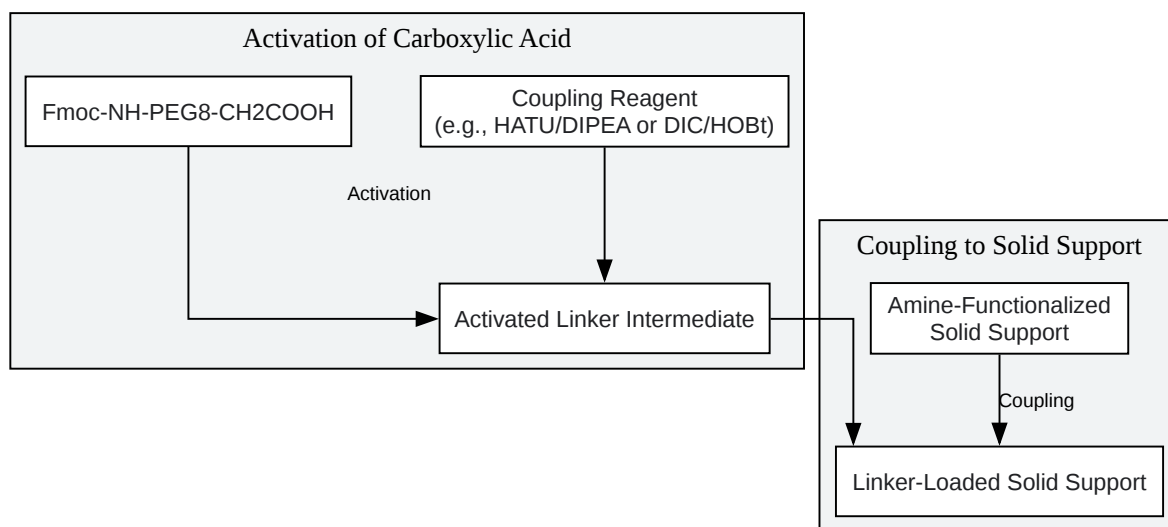 Activation of Carboxylic Acid
Fmoc-NH-PEG8-CH2COOH
Coupling Reagent
(e.g., HATU/DIPEA or DIC/HOBt)
Activation
Activated Linker Intermediate
Coupling to Solid Support
Amine-Functionalized
Solid Support
Coupling
Linker-Loaded Solid Support